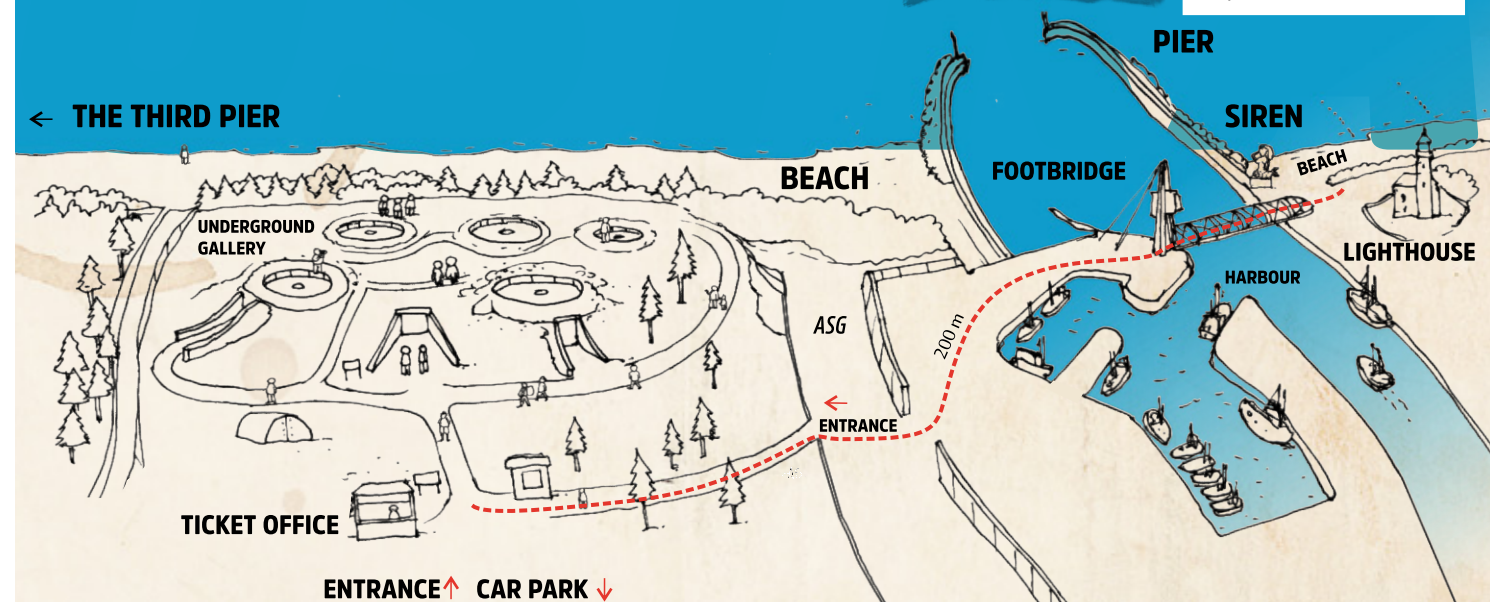 PIER
← THE THIRD PIER
SIREN
BEACH
FOOTBRIDGE
BEACH
UNDERGROUND
GALLERY
LIGHTHOUSE
HARBOUR
ASG
200 m
←
ENTRANCE
TICKET OFFICE
ENTRANCE↑ CAR PARK ↓